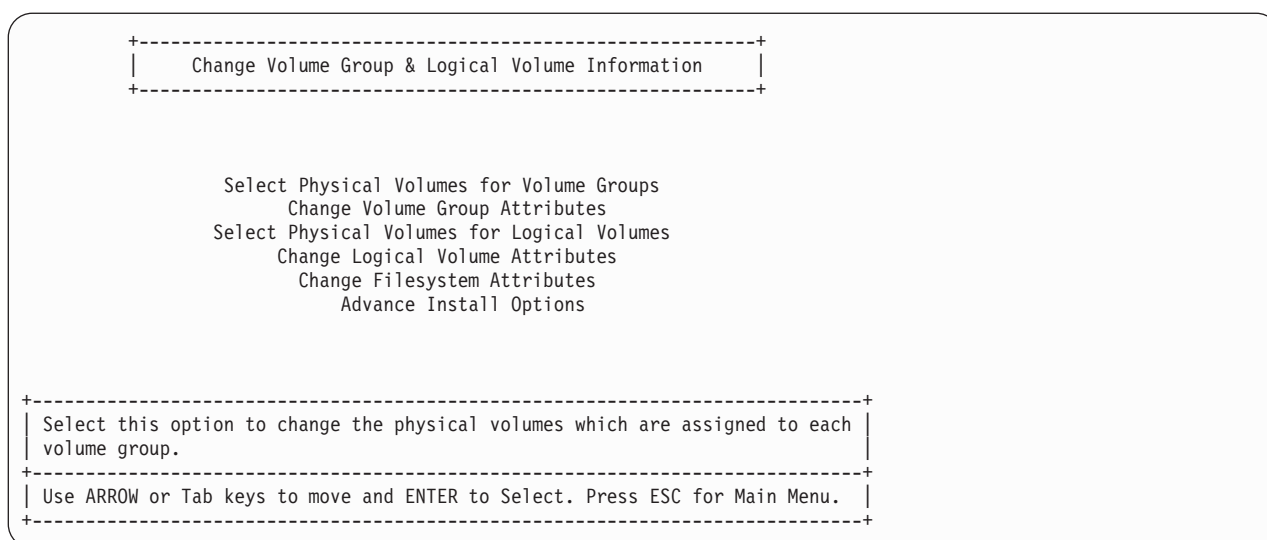 Change Volume Group & Logical Volume Information
Select Physical Volumes for Volume Groups
Change Volume Group Attributes
Select Physical Volumes for Logical Volumes
Change Logical Volume Attributes
Change Filesystem Attributes
Advance Install Options
Select this option to change the physical volumes which are assigned to each
volume group.
Use ARROW or Tab keys to move and ENTER to Select. Press ESC for Main Menu.